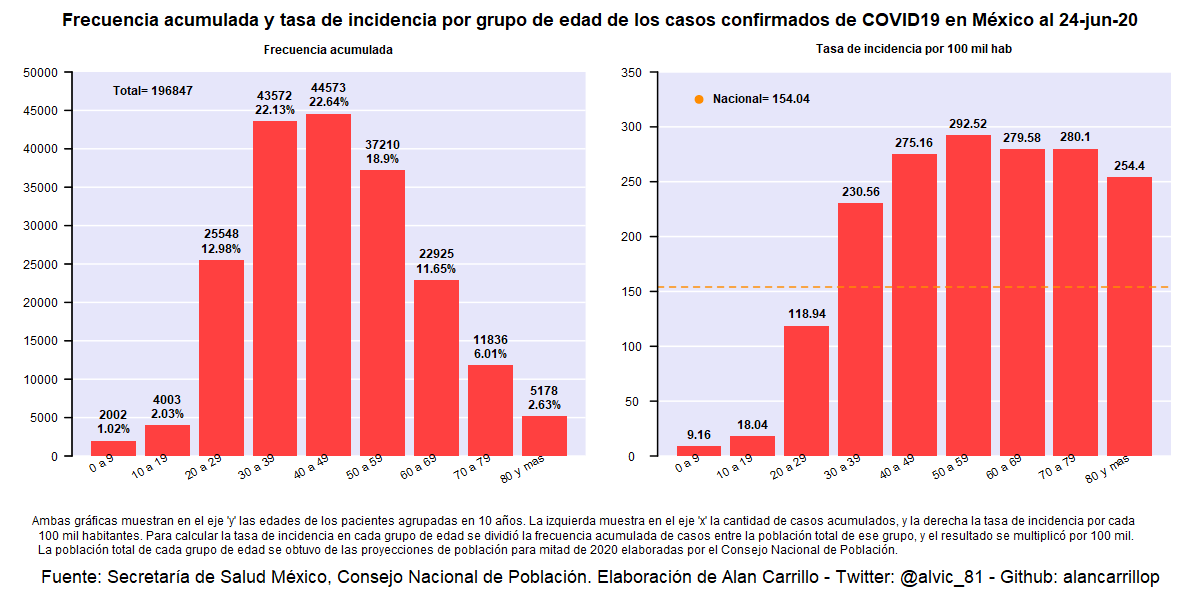 Frecuencia acumulada y tasa de incidencia por grupo de edad de los casos confirmados de COVID19 en México al 24-jun-20
Frecuencia acumulada
50000
45000
40000
35000
30000
25000
20000
15000
10000
5000
0
Total= 196847
2002
1.02%
4003
2.03%
25548
12.98%
43572
22.13%
44573
22.64%
37210
18.9%
22925
11.65%
11836
6.01%
5178
2.63%
0 a 9
10 a 19
20 a 29
30 a 39
40 a 49
50 a 59
60 a 69
70 a 79
80 y mas
Tasa de incidencia por 100 mil hab
350
300
250
200
150
100
50
0
Nacional= 154.04
9.16
18.04
118.94
230.56
275.16
292.52
279.58
280.1
254.4
0 a 9
10 a 19
20 a 29
30 a 39
40 a 49
50 a 59
60 a 69
70 a 79
80 y mas
Ambas gráficas muestran en el eje 'y' las edades de los pacientes agrupadas en 10 años. La izquierda muestra en el eje 'x' la cantidad de casos acumulados, y la derecha la tasa de incidencia por cada
100 mil habitantes. Para calcular la tasa de incidencia en cada grupo de edad se dividió la frecuencia acumulada de casos entre la población total de ese grupo, y el resultado se multiplicó por 100 mil.
La población total de cada grupo de edad se obtuvo de las proyecciones de población para mitad de 2020 elaboradas por el Consejo Nacional de Población.
Fuente: Secretaría de Salud México, Consejo Nacional de Población. Elaboración de Alan Carrillo - Twitter: @alvic_81 - Github: alancarrillop